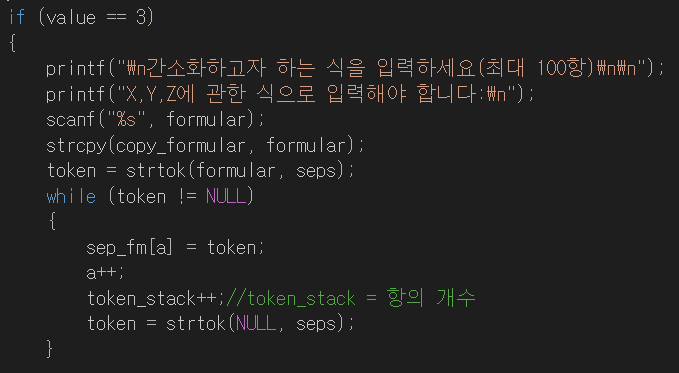 if (value == 3)
{
printf("₩n간소화하고자 하는 식을 입력하세요(최대 100항)₩n₩n");
printf("X,Y,Z에 관한 식으로 입력해야 합니다:₩n");
scanf("%s", formular);
strcpy(copy_formular, formular);
token = strtok(formular, seps);
while (token != NULL)
{
sep_fm[a] = token;
a++;
token_stack++;//token_stack = 항의 개수
token = strtok(NULL, seps);
}